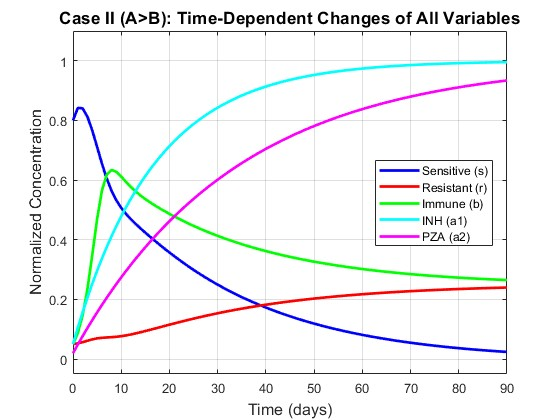 Case II (A>B): Time-Dependent Changes of All Variables
Normalized Concentration
1
0.8
0.6
0.4
0.2
0
0 10 20 30 40 50 60 70 80 90
Time (days)
Sensitive (s)
Resistant (r)
Immune (b)
INH (a1)
PZA (a2)